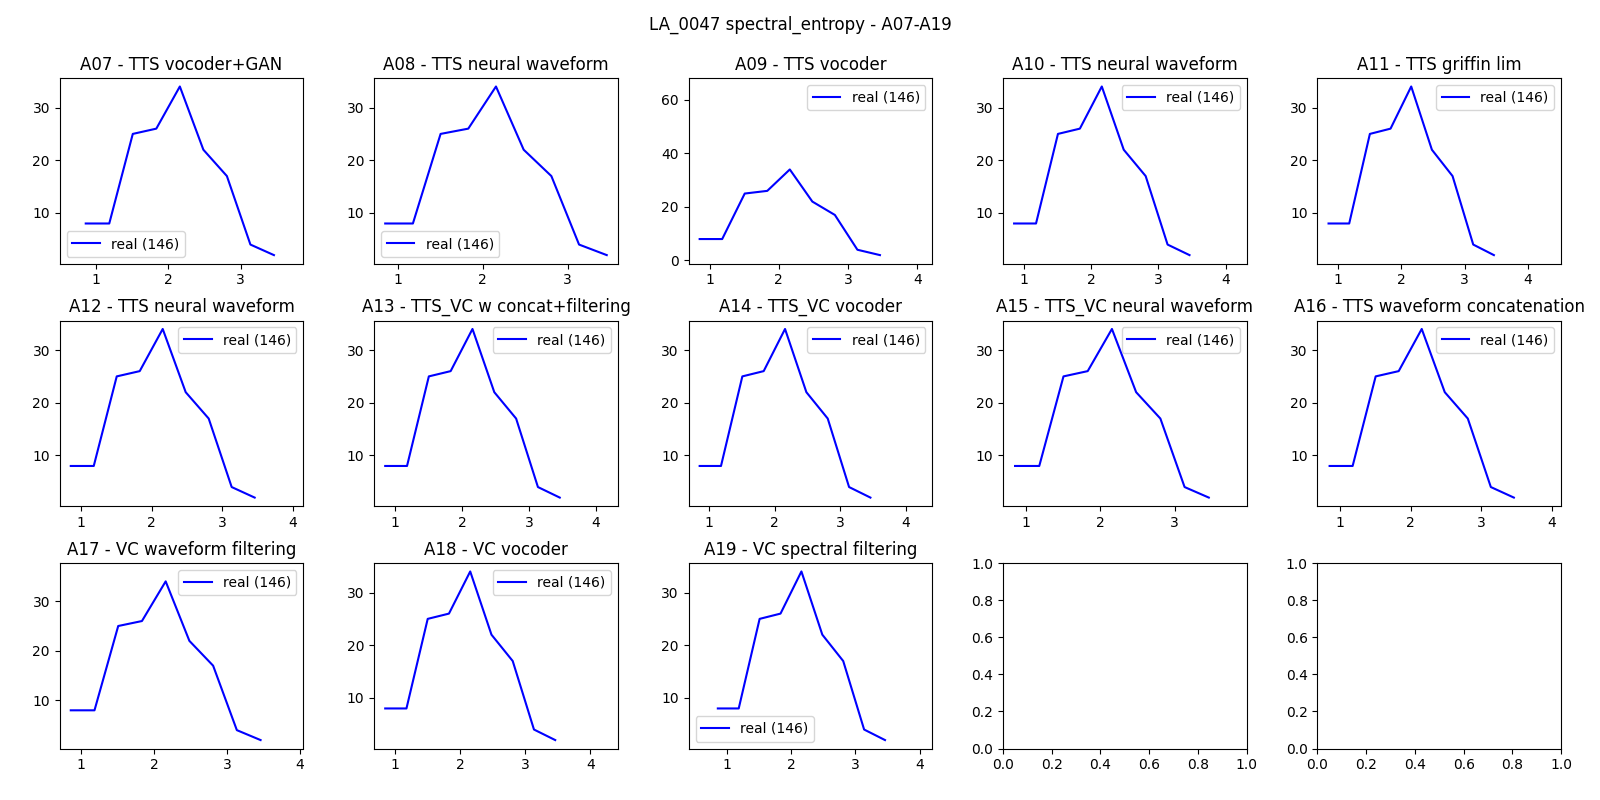 LA_0047 spectral_entropy - A07-A19
A07 - TTS vocoder+GAN
30
20
10
real (146)
1 2 3
A08 - TTS neural waveform
30
20
10
real (146)
1 2 3
A09 - TTS vocoder
60
40
20
0
real (146)
1 2 3 4
A10 - TTS neural waveform
30
20
10
real (146)
1 2 3 4
A11 - TTS griffin lim
30
20
10
real (146)
1 2 3 4
A12 - TTS neural waveform
30
20
10
real (146)
1 2 3 4
A13 - TTS_VC w concat+filtering
30
20
10
real (146)
1 2 3 4
A14 - TTS_VC vocoder
30
20
10
real (146)
1 2 3 4
A15 - TTS_VC neural waveform
30
20
10
real (146)
1 2 3
A16 - TTS waveform concatenation
30
20
10
real (146)
1 2 3 4
A17 - VC waveform filtering
30
20
10
real (146)
1 2 3 4
A18 - VC vocoder
30
20
10
real (146)
1 2 3 4
A19 - VC spectral filtering
30
20
10
real (146)
1 2 3 4
1.0
0.8
0.6
0.4
0.2
0.0
0.0 0.2 0.4 0.6 0.8 1.0
1.0
0.8
0.6
0.4
0.2
0.0
0.0 0.2 0.4 0.6 0.8 1.0